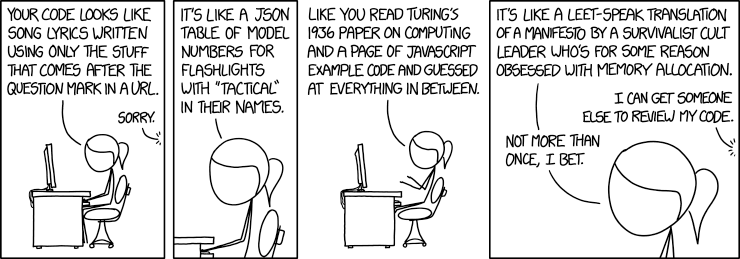 YOUR CODE LOOKS LIKE
SONG LYRICS WRITTEN
USING ONLY THE STUFF
THAT COMES AFTER THE
QUESTION MARK IN A URL.
SORRY.
IT'S LIKE A JSON
TABLE OF MODEL
NUMBERS FOR
FLASHLIGHTS
WITH "TACTICAL"
IN THEIR NAMES.
LIKE YOU READ TURING'S
1936 PAPER ON COMPUTING
AND A PAGE OF JAVASCRIPT
EXAMPLE CODE AND GUESSED
AT EVERYTHING IN BETWEEN.
IT'S LIKE A LEET-SPEAK TRANSLATION
OF A MANIFESTO BY A SURVIVALIST CULT
LEADER WHO'S FOR SOME REASON
OBSESSED WITH MEMORY ALLOCATION.
I CAN GET SOMEONE
ELSE TO REVIEW MY CODE.
NOT MORE THAN
ONCE, I BET.